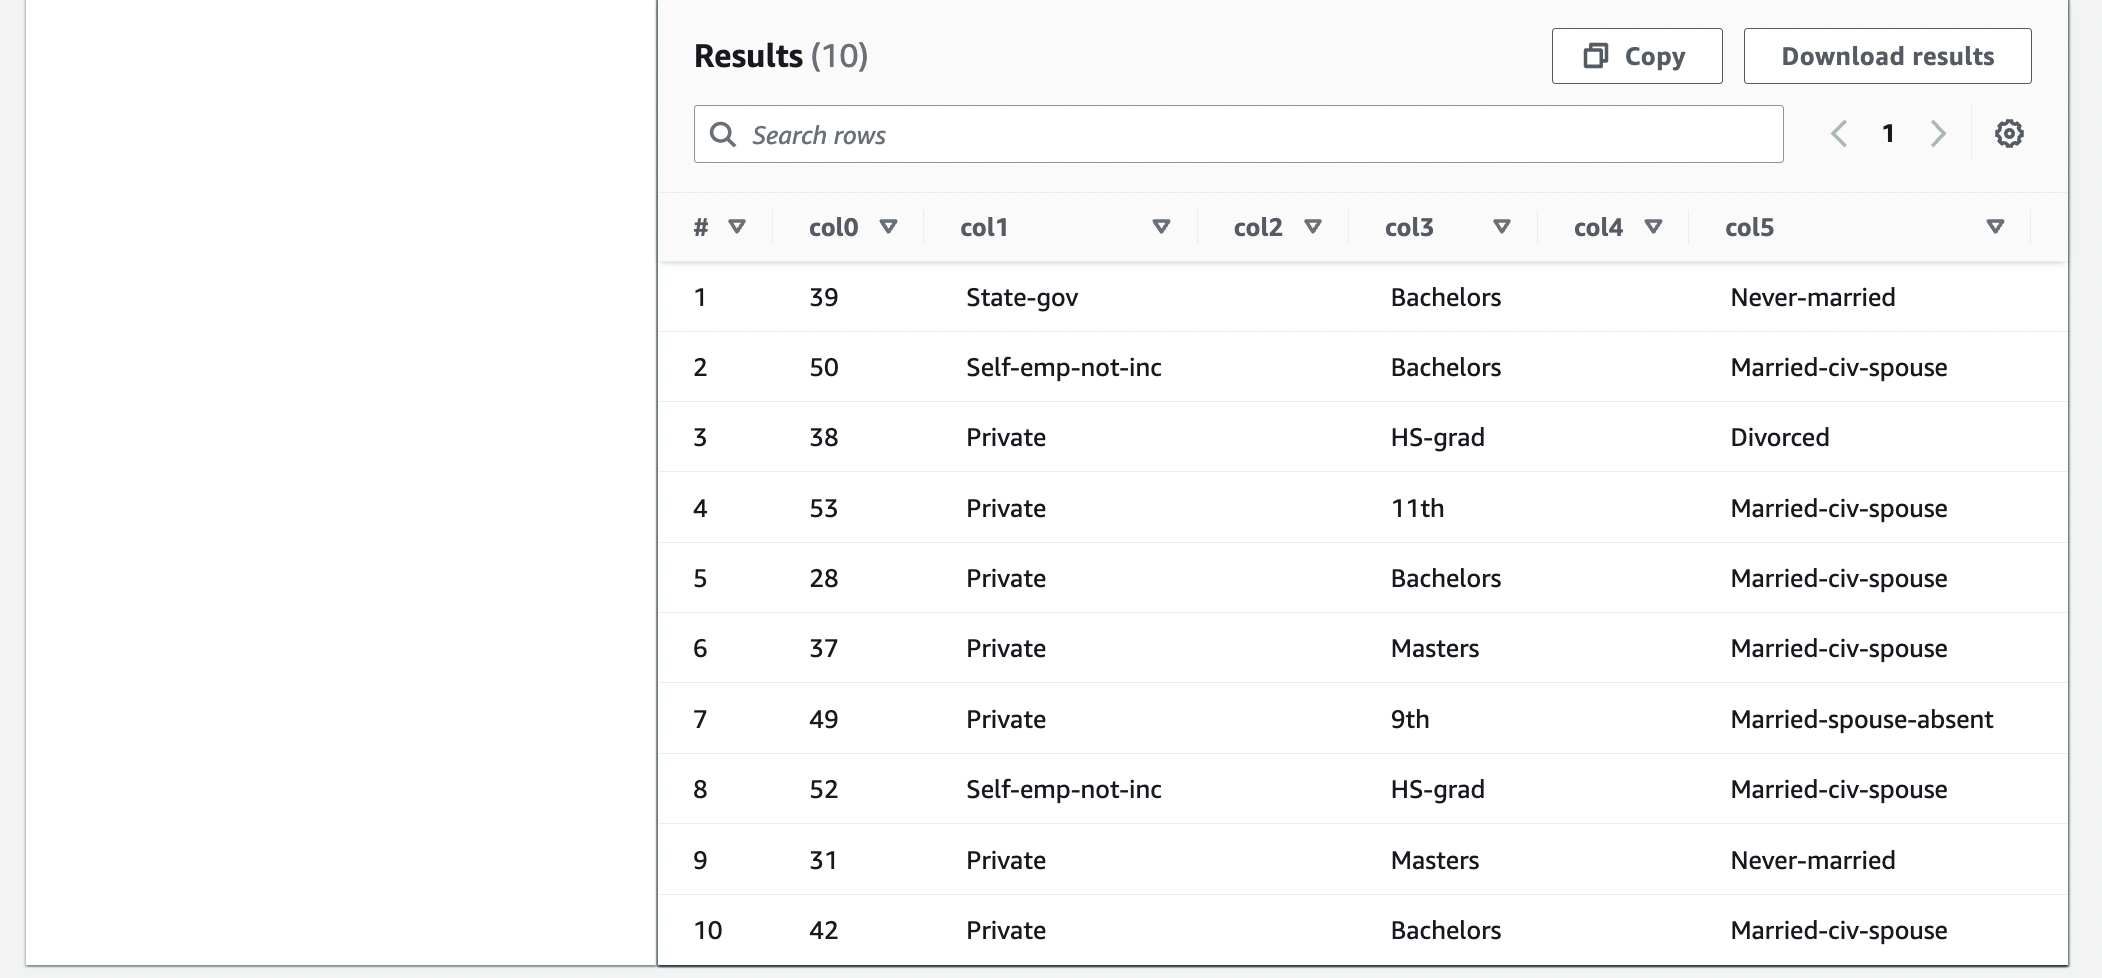 Results (10) Copy Download results
Search rows 1
# col0 col1 col2 col3 col4 col5
1 39 State-gov Bachelors Never-married
2 50 Self-emp-not-inc Bachelors Married-civ-spouse
3 38 Private HS-grad Divorced
4 53 Private 11th Married-civ-spouse
5 28 Private Bachelors Married-civ-spouse
6 37 Private Masters Married-civ-spouse
7 49 Private 9th Married-spouse-absent
8 52 Self-emp-not-inc HS-grad Married-civ-spouse
9 31 Private Masters Never-married
10 42 Private Bachelors Married-civ-spouse